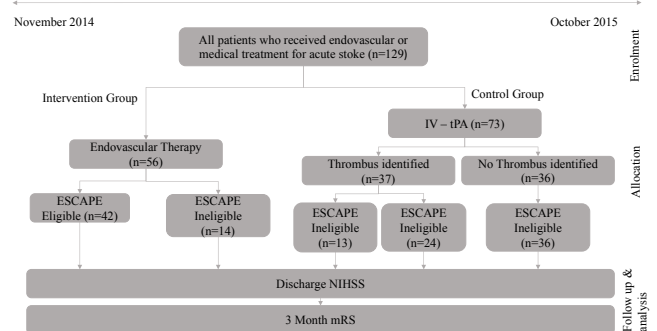 November 2014
October 2015
All patients who received endovascular or
medical treatment for acute stoke (n=129)
Enrolment
Intervention Group
Control Group
IV – tPA (n=73)
Endovascular Therapy
(n=56)
Thrombus identified
(n=37)
No Thrombus identified
(n=36)
Allocation
ESCAPE
Eligible (n=42)
ESCAPE
Ineligible
(n=14)
ESCAPE
Ineligible
(n=13)
ESCAPE
Ineligible
(n=24)
ESCAPE
Ineligible
(n=36)
Discharge NIHSS
3 Month mRS
Follow up &
analysis